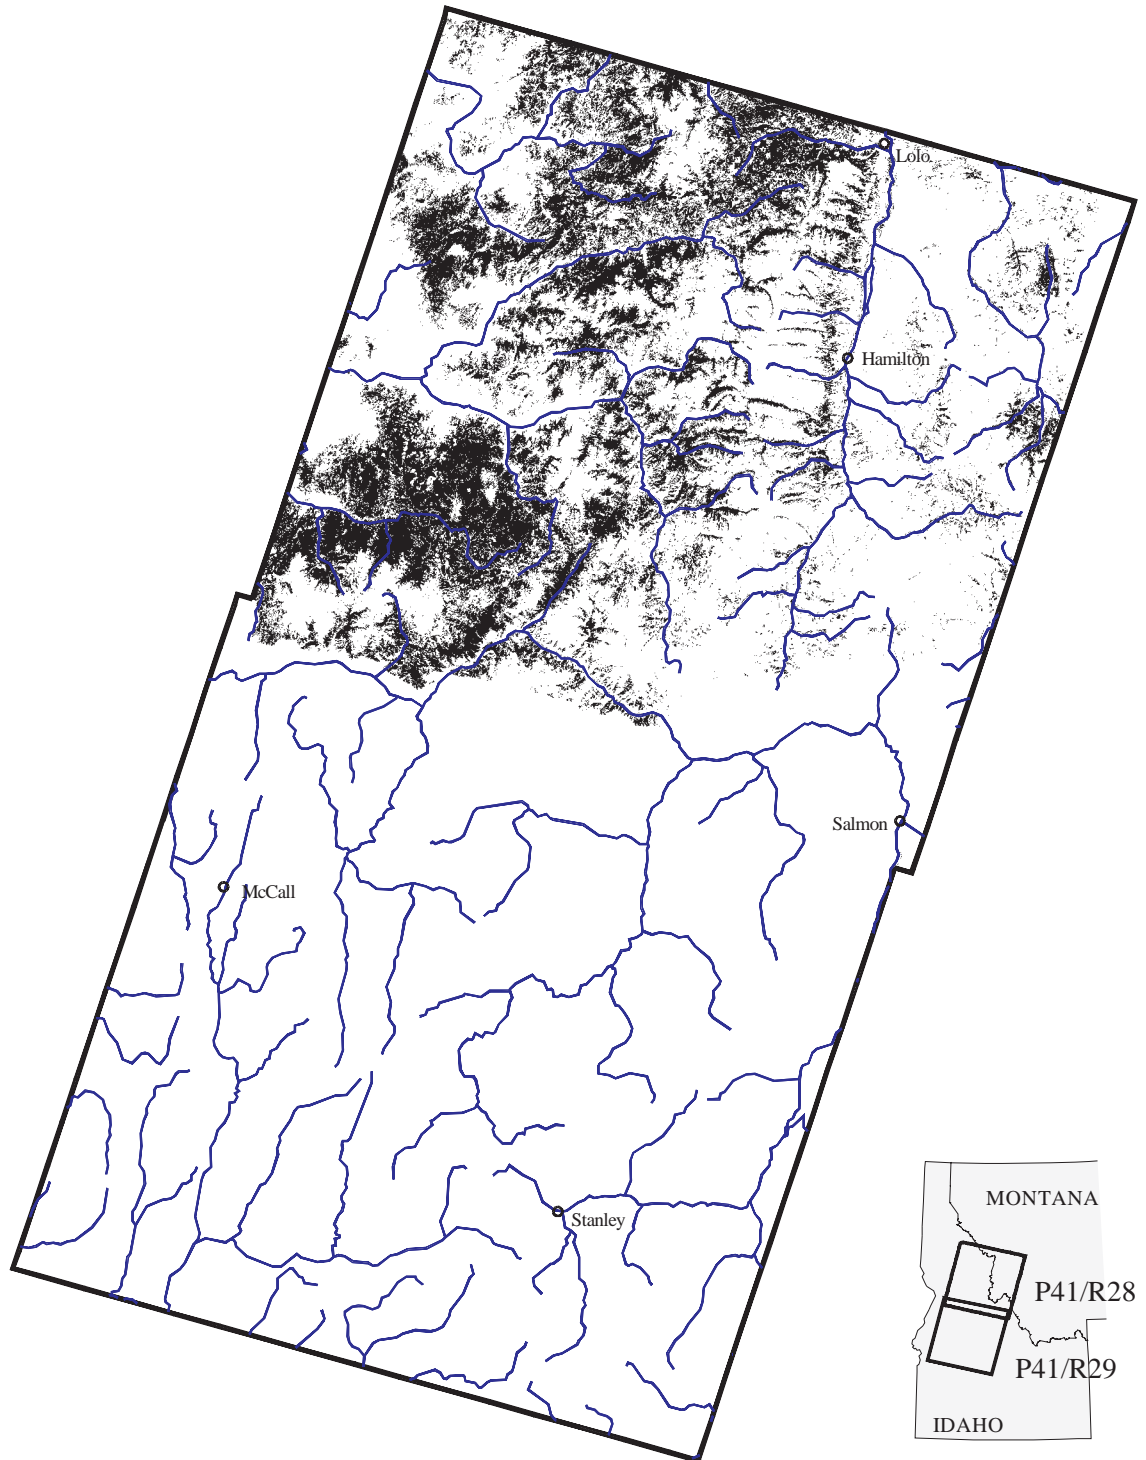 Lolo
Hamilton
Salmon
McCall
Stanley
MONTANA
P41/R28
P41/R29
IDAHO